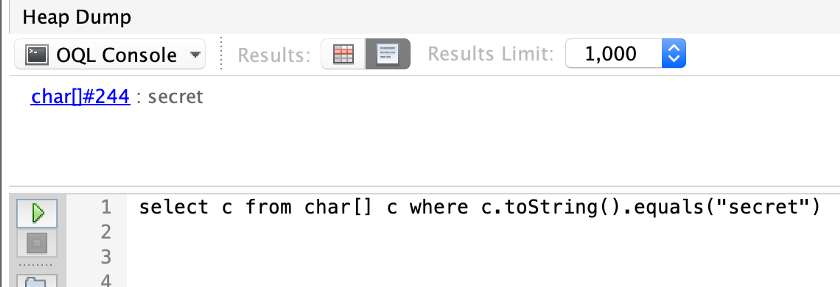 Heap Dump
OQL Console Results: Results Limit: 1,000
char[]#244 : secret
1 select c from char[] c where c.toString().equals("secret")
2
3
4